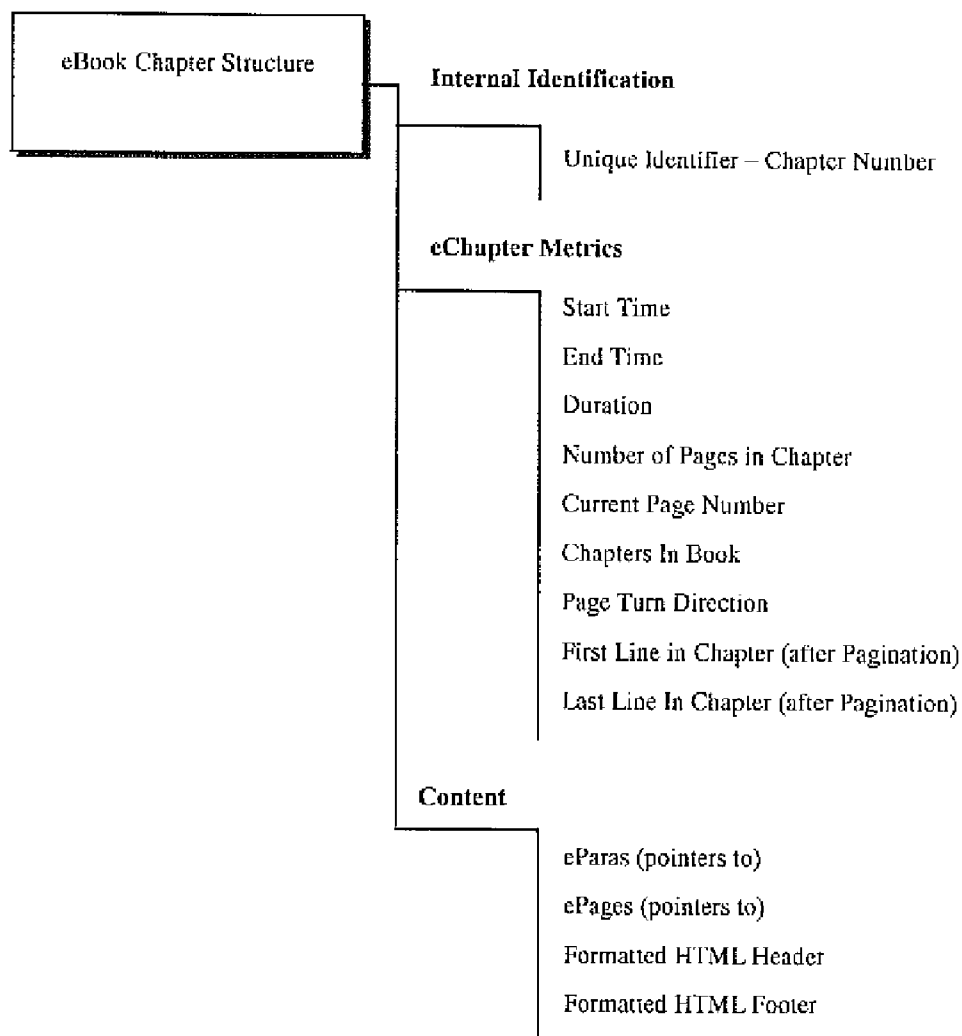 eBook Chapter Structure
Internal Identification
Unique Identifier – Chapter Number
eChapter Metrics
Start Time
End Time
Duration
Number of Pages in Chapter
Current Page Number
Chapters In Book
Page Turn Direction
First Line in Chapter (after Pagination)
Last Line In Chapter (after Pagination)
Content
eParas (pointers to)
ePages (pointers to)
Formatted HTML Header
Formatted HTML Footer